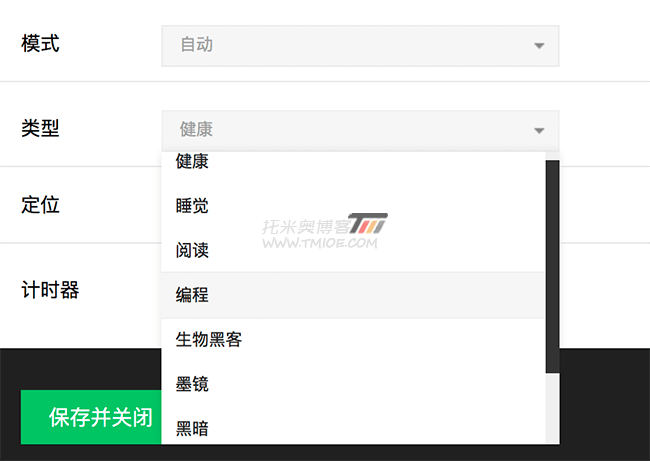 模式
自动
类型
健康
健康
睡觉
定位
托米奥博客
TM
WWW.TMIOE.COM
阅读
编程
计时器
生物黑客
墨镜
保存并关闭
黑暗